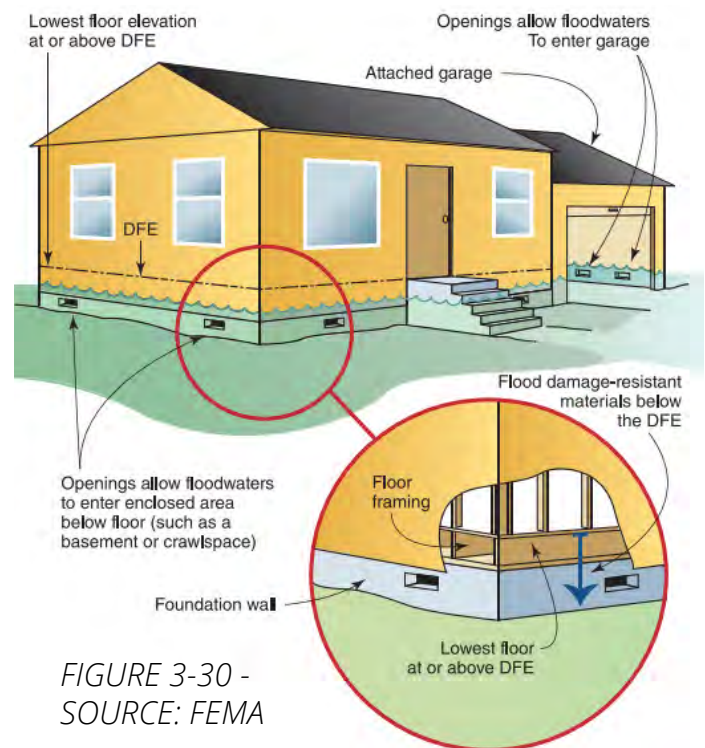 Lowest floor elevation
at or above DFE
Openings allow floodwaters
To enter garage
Attached garage
DFE
Flood damage-resistant
materials below
the DFE
Openings allow floodwaters
to enter enclosed area
below floor (such as a
basement or crawlspace)
Floor
framing
Foundation wall
Lowest floor
at or above DFE
FIGURE 3-30 -
SOURCE: FEMA